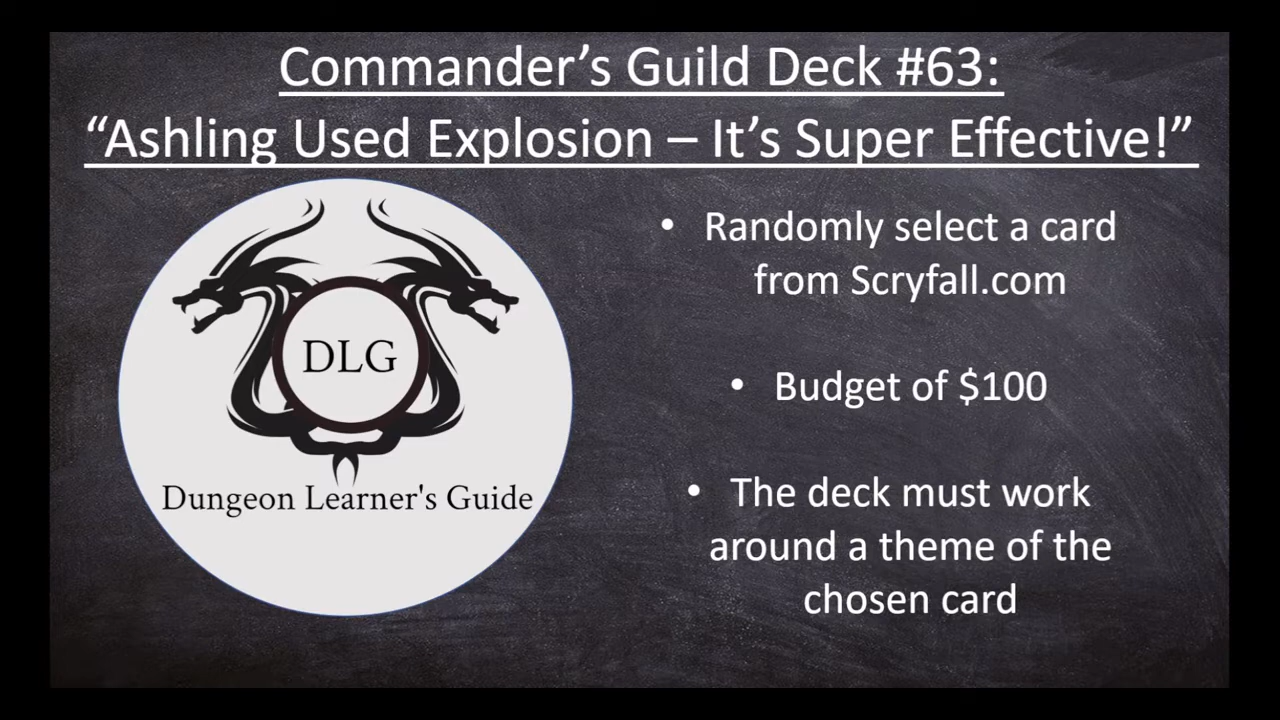 Commander’s Guild Deck #63:
“Ashling Used Explosion – It’s Super Effective!”
DLG
Dungeon Learner's Guide
• Randomly select a card
from Scryfall.com
• Budget of $100
• The deck must work
around a theme of the
chosen card